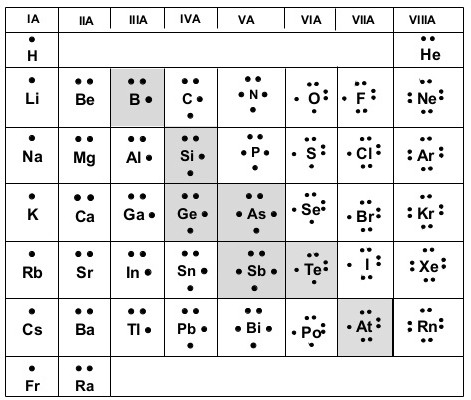 IA IIA IIIA IVA VA VIA VIIA VIIIA
H He
Li Be B C N O F Ne
Na Mg Al Si P S Cl Ar
K Ca Ga Ge As Se Br Kr
Rb Sr In Sn Sb Te I Xe
Cs Ba Tl Pb Bi Po At Rn
Fr Ra